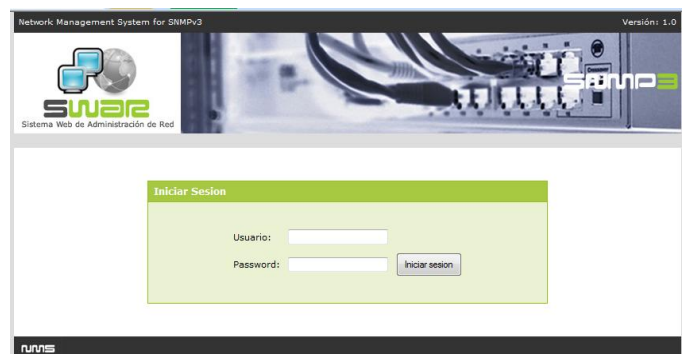 Network Management System for SNMPv3
Versión: 1.0
SWAR
Sistema Web de Administración de Red
SNMP3
Iniciar Sesion
Usuario:
Password:
Iniciar sesion
NMS